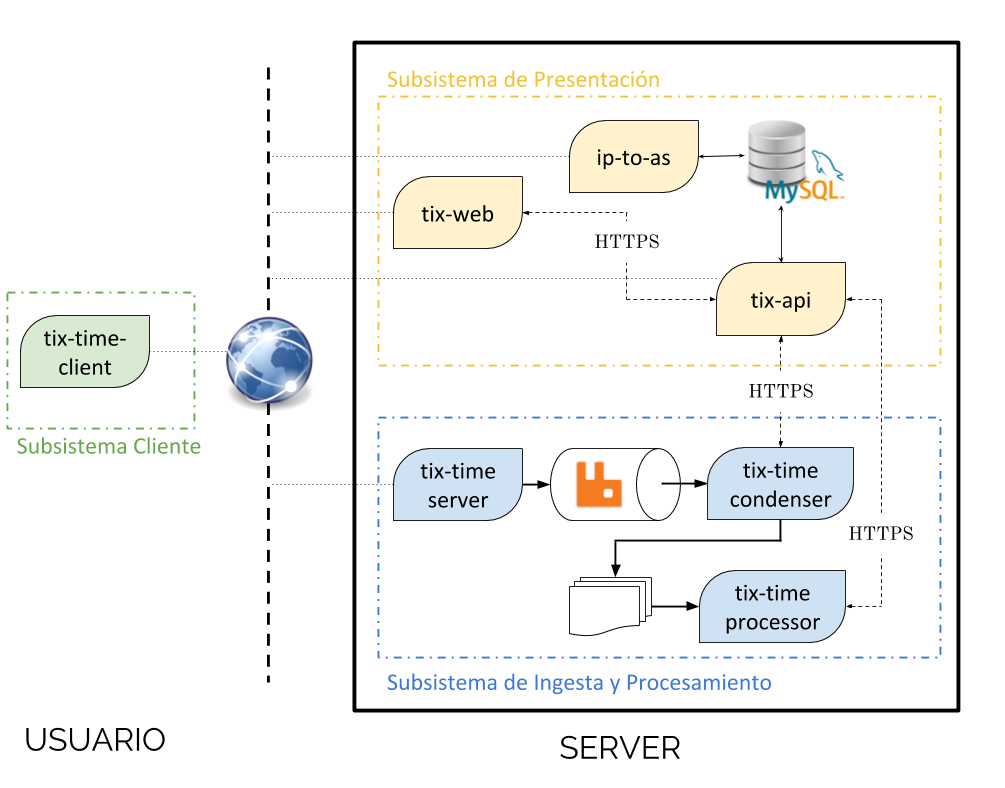 Subsistema de Presentación
ip-to-as
MySQL™
tix-web
HTTPS
tix-api
tix-time-
client
Subsistema Cliente
HTTPS
tix-time
server
tix-time
condenser
HTTPS
tix-time
processor
Subsistema de Ingesta y Procesamiento
USUARIO
SERVER